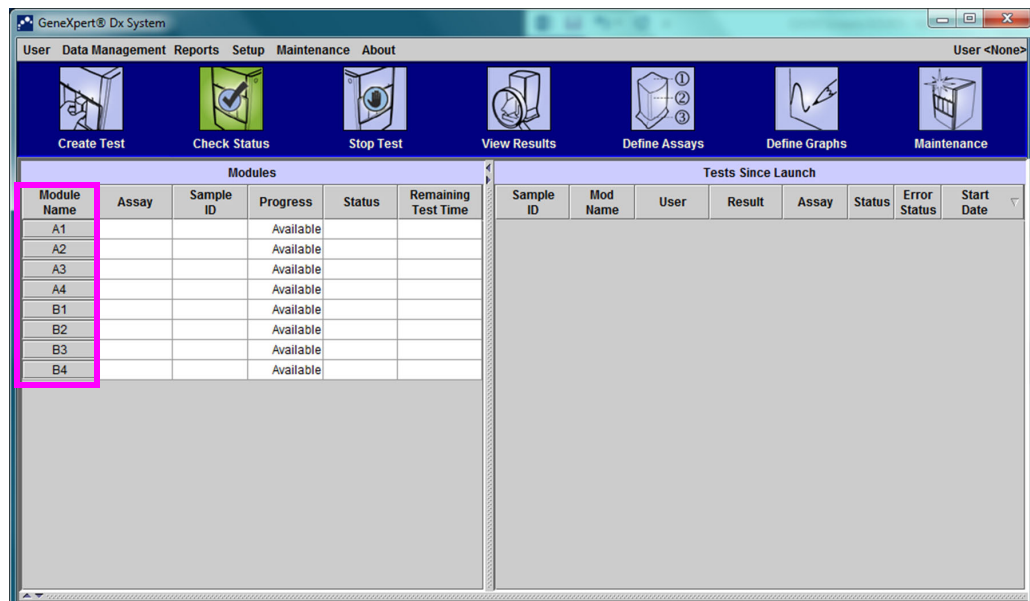 GeneXpert® Dx System
User Data Management Reports Setup Maintenance About User <None>
Create Test Check Status Stop Test View Results Define Assays Define Graphs Maintenance
① ② ③
Modules
Module Name Assay Sample ID Progress Status Remaining Test Time
A1 Available
A2 Available
A3 Available
A4 Available
B1 Available
B2 Available
B3 Available
B4 Available
Tests Since Launch
Sample ID Mod Name User Result Assay Status Error Status Start Date